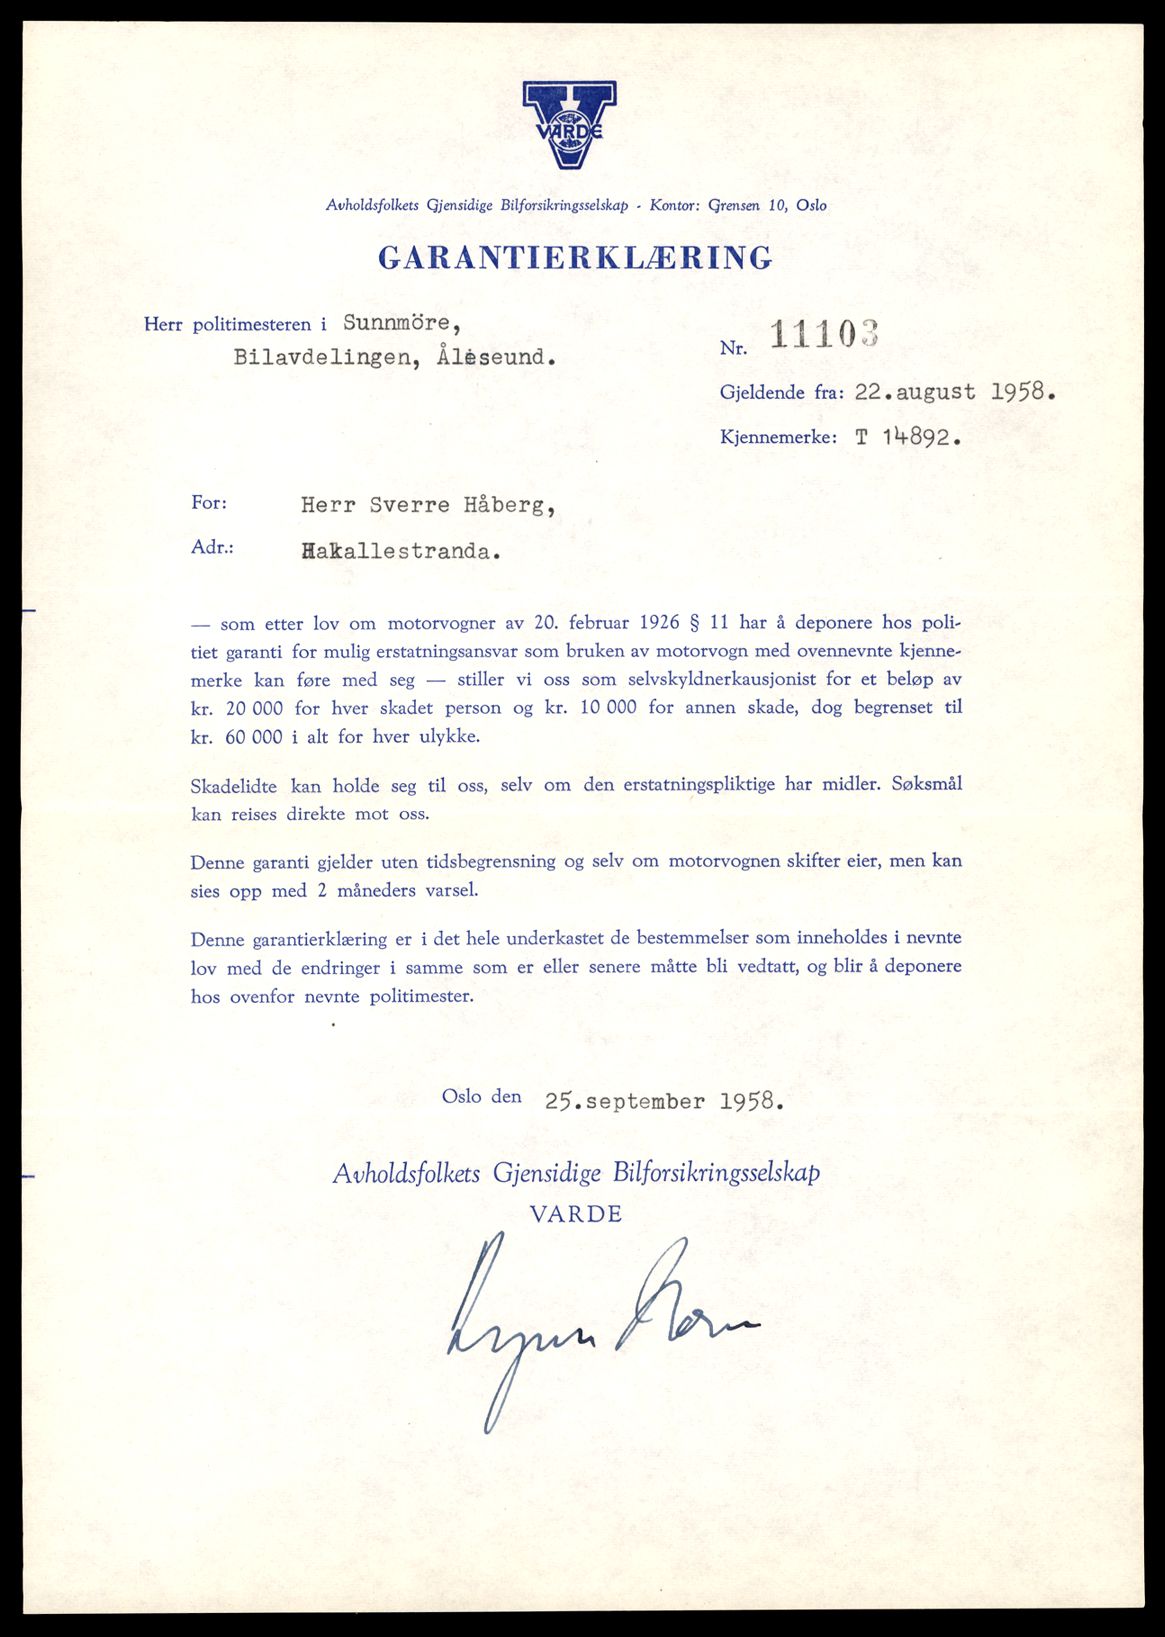 VARDE
Avholdsfolkets Gjensidige Bilforsikringsselskap - Kontor: Grensen 10, Oslo
GARANTIERKLÆRING
Herr politimesteren i Sunnmöre,
Bilavdelingen, Ålesund.
Nr. 11103
Gjeldende fra: 22.august 1958.
Kjennemerke: T 14892.
For: Herr Sverre Håberg,
Adr.: Hakallestranda.
— som etter lov om motorvogner av 20. februar 1926 § 11 har å deponere hos poli-
tiet garanti for mulig erstatningsansvar som bruken av motorvogn med ovennevnte kjenne-
merke kan føre med seg — stiller vi oss som selvskyldnerkausjonist for et beløp av
kr. 20 000 for hver skadet person og kr. 10 000 for annen skade, dog begrenset til
kr. 60 000 i alt for hver ulykke.
Skadelidte kan holde seg til oss, selv om den erstatningspliktige har midler. Søksmål
kan reises direkte mot oss.
Denne garanti gjelder uten tidsbegrensning og selv om motorvognen skifter eier, men kan
sies opp med 2 måneders varsel.
Denne garantierklæring er i det hele underkastet de bestemmelser som inneholdes i nevnte
lov med de endringer i samme som er eller senere måtte bli vedtatt, og blir å deponere
hos ovenfor nevnte politimester.
Oslo den 25.september 1958.
Avholdsfolkets Gjensidige Bilforsikringsselskap
VARDE